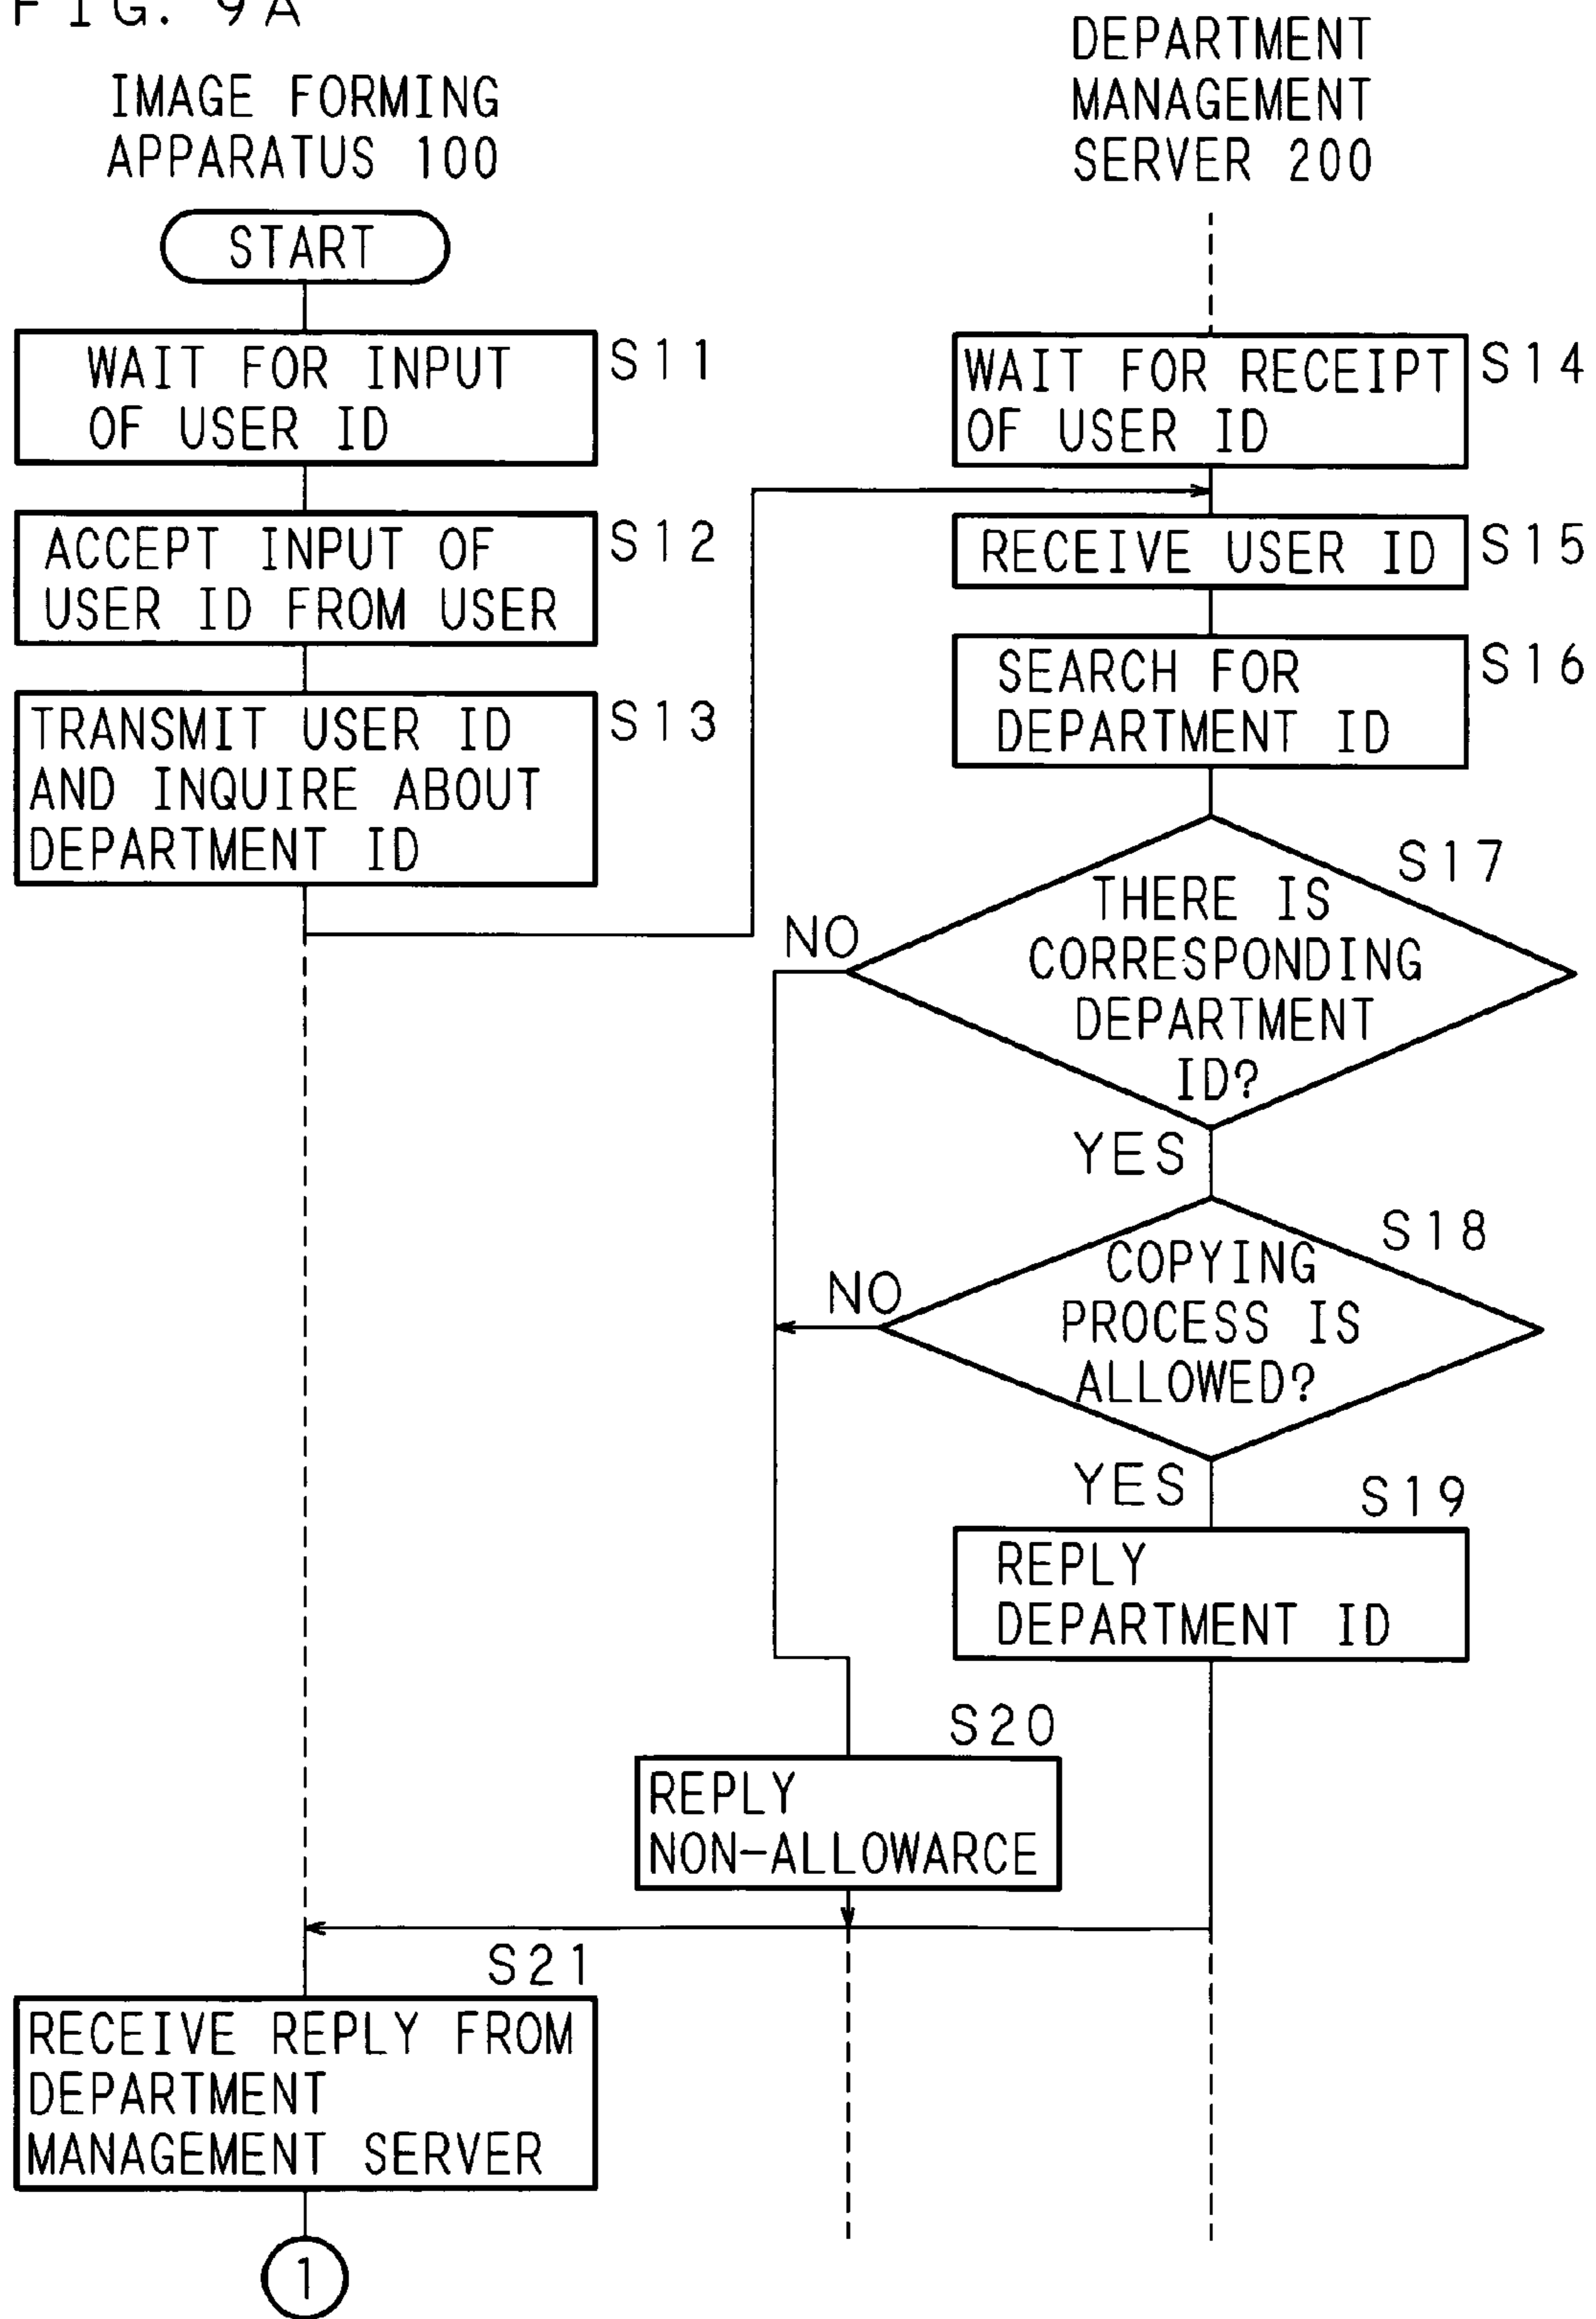 FIG. 9A
IMAGE FORMING
APPARATUS 100
DEPARTMENT
MANAGEMENT
SERVER 200
START
WAIT FOR INPUT
OF USER ID
S11
ACCEPT INPUT OF
USER ID FROM USER
S12
TRANSMIT USER ID
AND INQUIRE ABOUT
DEPARTMENT ID
S13
WAIT FOR RECEIPT
OF USER ID
S14
RECEIVE USER ID
S15
SEARCH FOR
DEPARTMENT ID
S16
S17
THERE IS
CORRESPONDING
DEPARTMENT
ID?
NO
YES
S18
COPYING
PROCESS IS
ALLOWED?
NO
YES
S19
REPLY
DEPARTMENT ID
S20
REPLY
NON-ALLOWARCE
S21
RECEIVE REPLY FROM
DEPARTMENT
MANAGEMENT SERVER
1